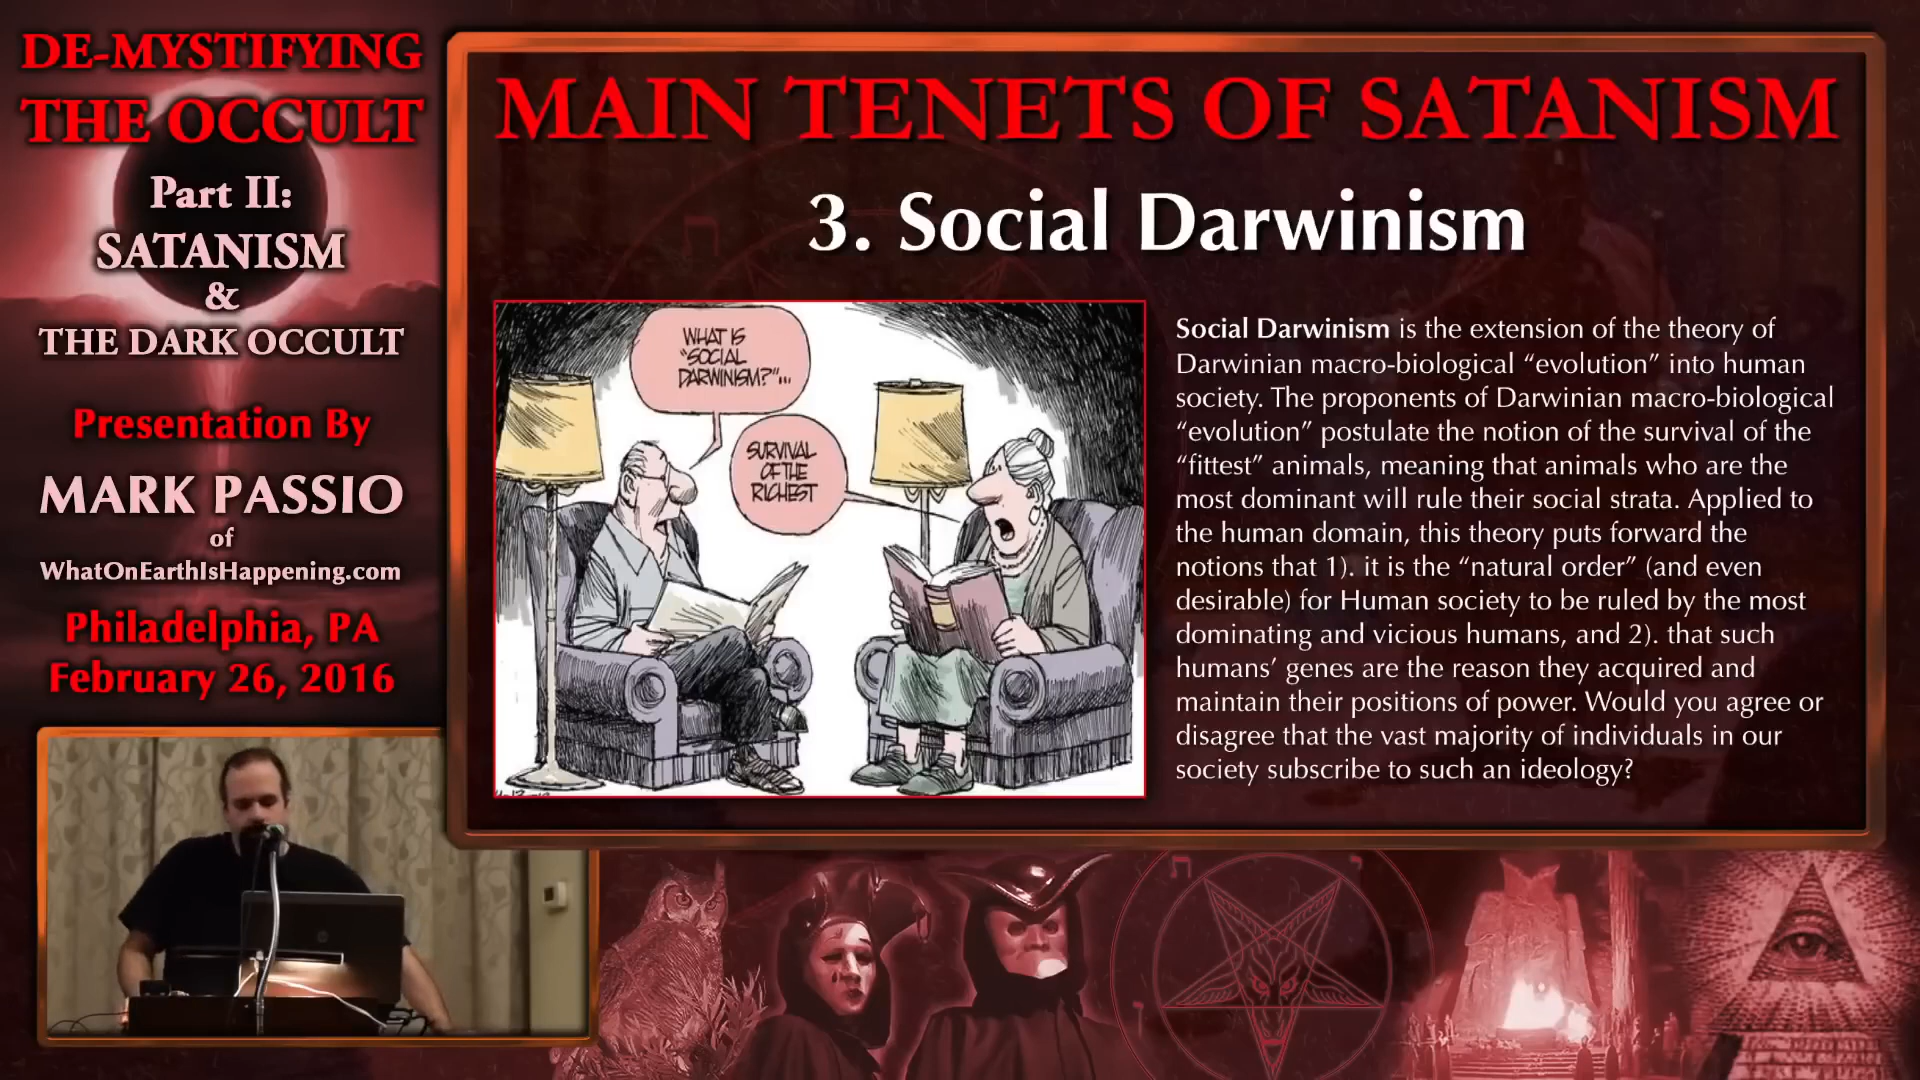 DE-MYSTIFYING
THE OCCULT
Part II:
SATANISM
&
THE DARK OCCULT
Presentation By
MARK PASSIO
of
WhatOnEarthIsHappening.com
Philadelphia, PA
February 26, 2016
MAIN TENETS OF SATANISM
3. Social Darwinism
WHAT IS
"SOCIAL
DARWINISM?"...
SURVIVAL
OF THE
RICHEST
Social Darwinism is the extension of the theory of
Darwinian macro-biological “evolution” into human
society. The proponents of Darwinian macro-biological
“evolution” postulate the notion of the survival of the
“fittest” animals, meaning that animals who are the
most dominant will rule their social strata. Applied to
the human domain, this theory puts forward the
notions that 1). it is the “natural order” (and even
desirable) for Human society to be ruled by the most
dominating and vicious humans, and 2). that such
humans’ genes are the reason they acquired and
maintain their positions of power. Would you agree or
disagree that the vast majority of individuals in our
society subscribe to such an ideology?